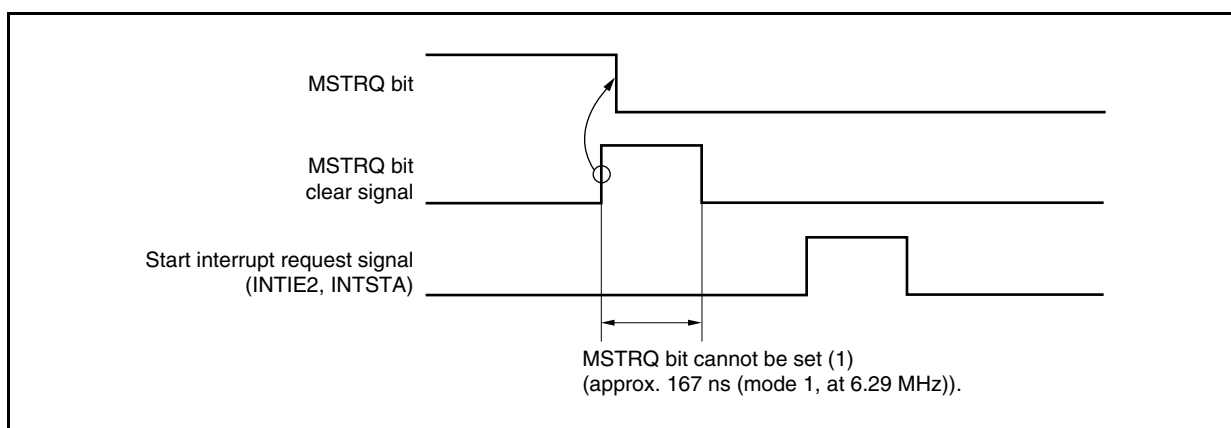 MSTRQ bit
MSTRQ bit
clear signal
Start interrupt request signal
(INTIE2, INTSTA)
MSTRQ bit cannot be set (1)
(approx. 167 ns (mode 1, at 6.29 MHz)).